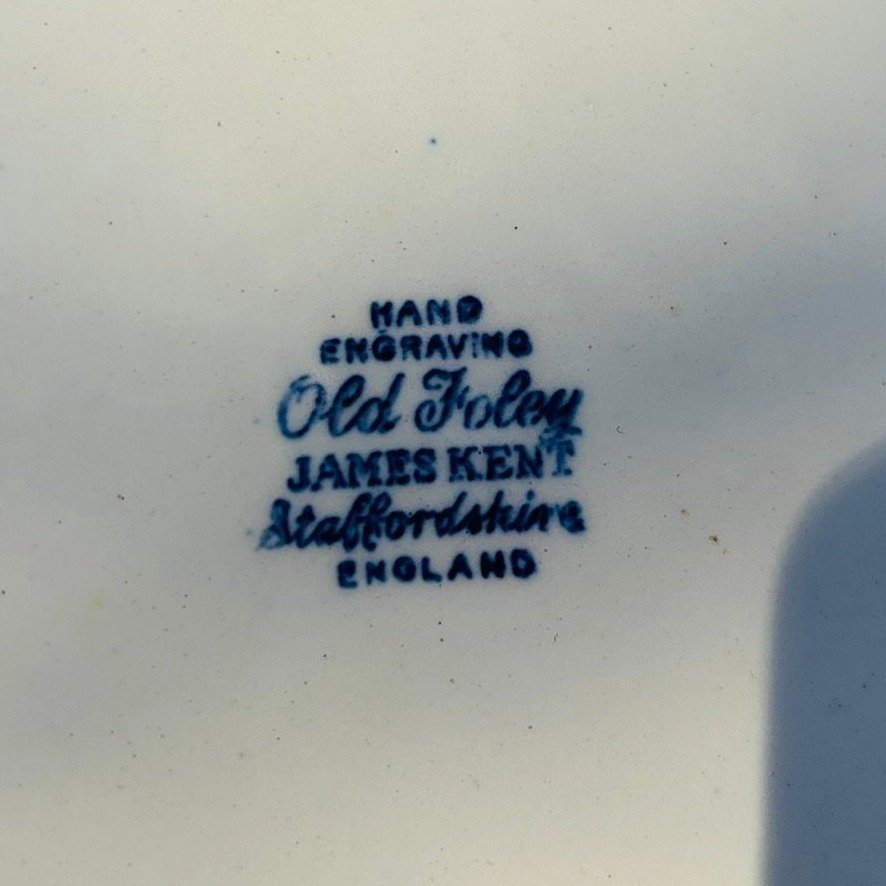 HAND
ENGRAVING
Old Foley
JAMES KENT
Staffordshire
ENGLAND